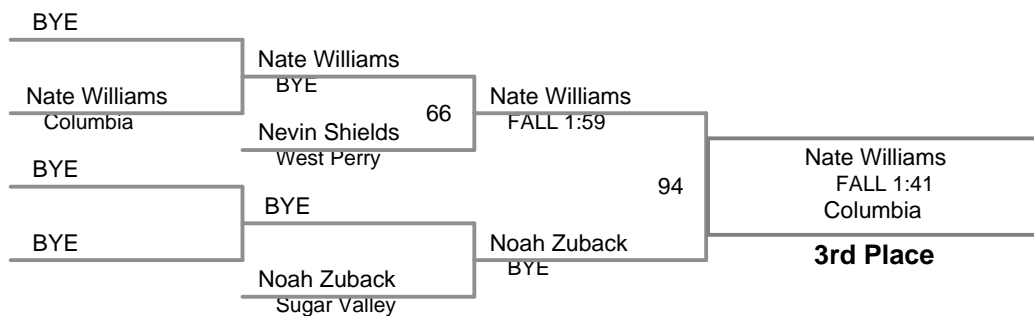 BYE
Nate Williams
BYE
Nate Williams
Columbia
66
Nate Williams
FALL 1:59
Nevin Shields
West Perry
BYE
94
Nate Williams
FALL 1:41
Columbia
BYE
BYE
Noah Zuback
BYE
3rd Place
Noah Zuback
Sugar Valley